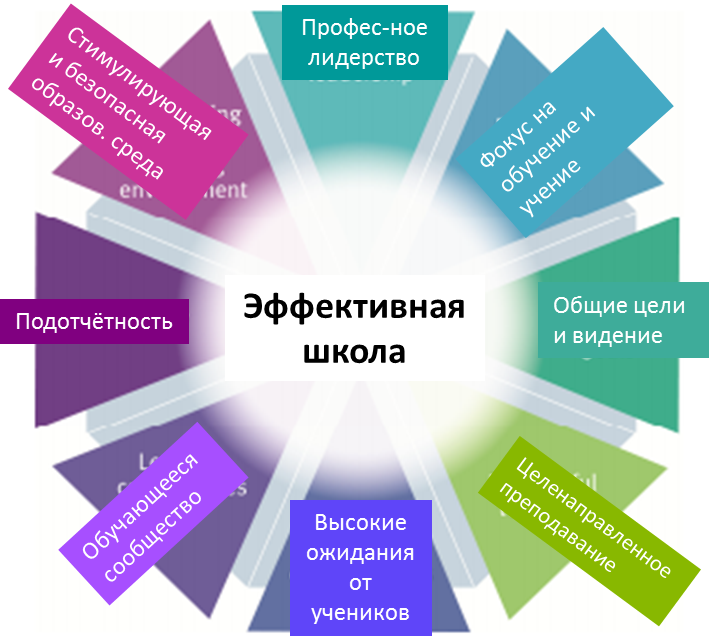 Профес-ное
лидерство
Стимулирующая
и безопасная
образов. среда
environment
Фокус на
обучение и
учение
Подотчётность
Эффективная
школа
Общие цели
и видение
Обучающееся
сообщество
Высокие
ожидания
от
учеников
Целенаправленное
преподавание